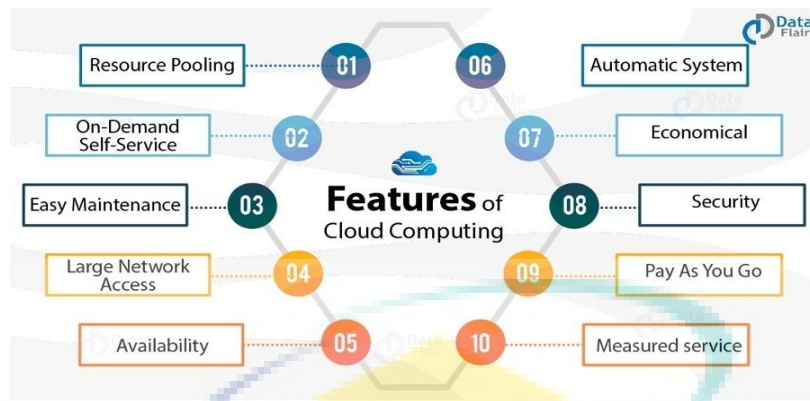 Data
Flair
Resource Pooling
01
On-Demand
Self-Service
02
Easy Maintenance
03
Large Network
Access
04
Availability
05
Features of
Cloud Computing
06
Automatic System
07
Economical
08
Security
09
Pay As You Go
10
Measured service